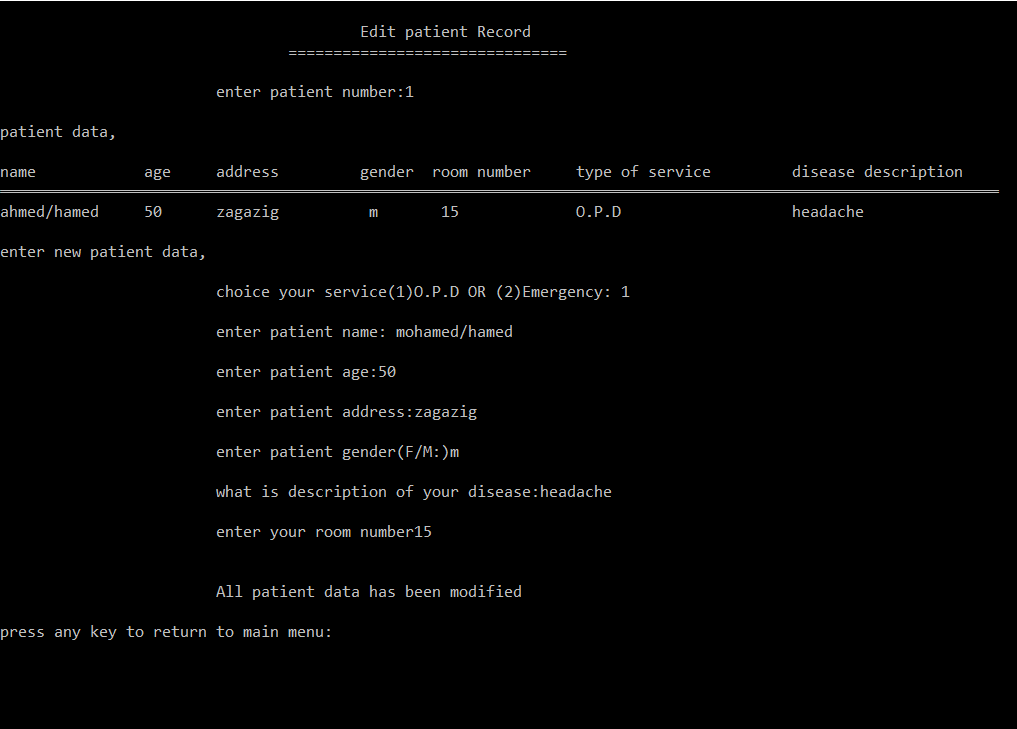 Edit patient Record
===============================
enter patient number:1
patient data,
name age address gender room number type of service disease description
ahmed/hamed 50 zagazig m 15 O.P.D headache
enter new patient data,
choice your service(1)O.P.D OR (2)Emergency: 1
enter patient name: mohamed/hamed
enter patient age:50
enter patient address:zagazig
enter patient gender(F/M:)m
what is description of your disease:headache
enter your room number15
All patient data has been modified
press any key to return to main menu: